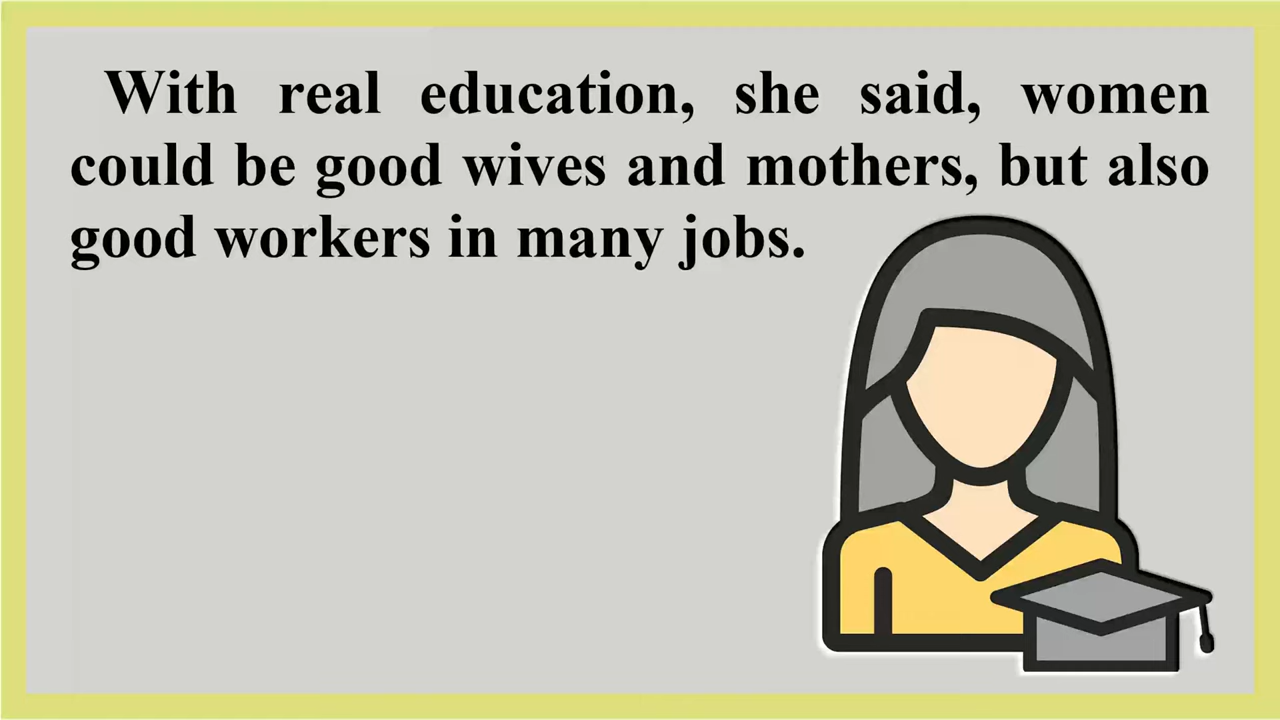 With real education, she said, women
could be good wives and mothers, but also
good workers in many jobs.